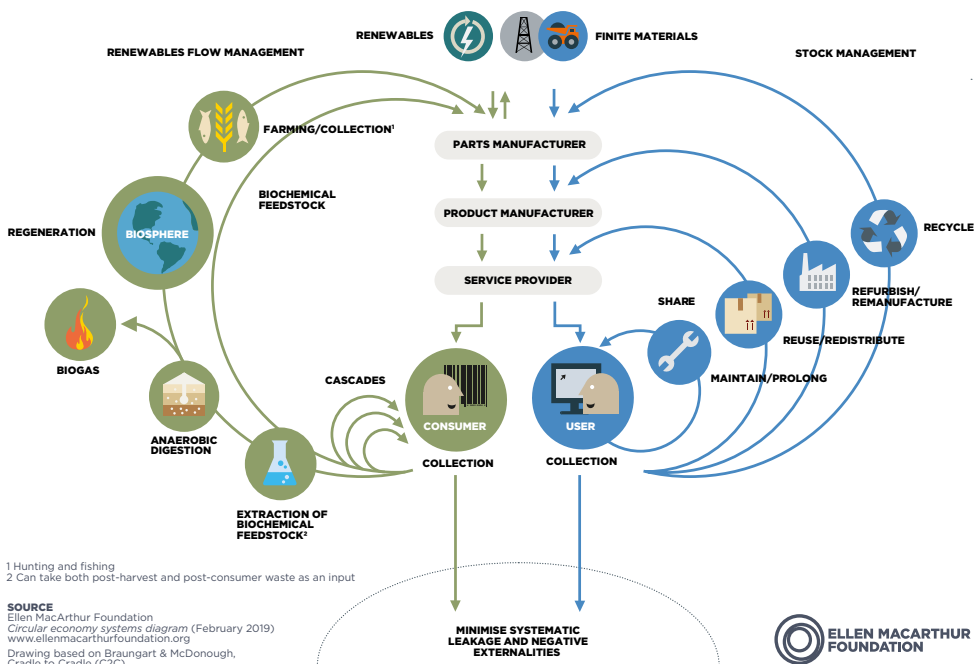 RENEWABLES
FINITE MATERIALS
RENEWABLES FLOW MANAGEMENT
STOCK MANAGEMENT
FARMING/COLLECTION¹
PARTS MANUFACTURER
BIOCHEMICAL
FEEDSTOCK
PRODUCT MANUFACTURER
REGENERATION
BIOSPHERE
RECYCLE
SERVICE PROVIDER
REFURBISH/
REMANUFACTURE
SHARE
REUSE/REDISTRIBUTE
BIOGAS
MAINTAIN/PROLONG
CASCADES
CONSUMER
USER
ANAEROBIC
DIGESTION
COLLECTION
COLLECTION
EXTRACTION OF
BIOCHEMICAL
FEEDSTOCK²
1 Hunting and fishing
2 Can take both post-harvest and post-consumer waste as an input
SOURCE
Ellen MacArthur Foundation
Circular economy systems diagram (February 2019)
www.ellenmacarthurfoundation.org
Drawing based on Braungart & McDonough,
Cradle to Cradle (C2C)
MINIMISE SYSTEMATIC
LEAKAGE AND NEGATIVE
EXTERNALITIES
ELLEN MACARTHUR
FOUNDATION